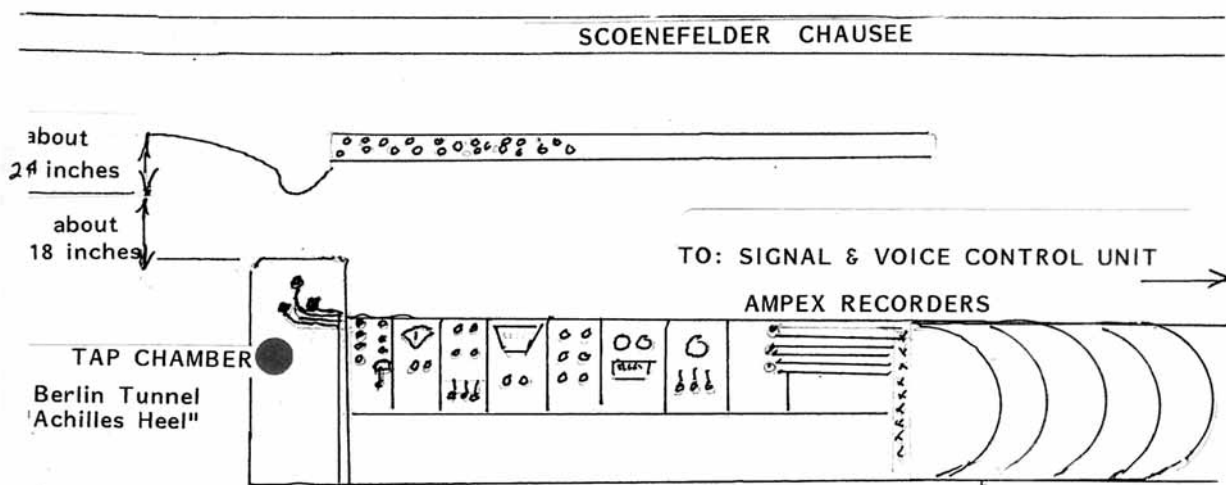 SCOENEFELDER CHAUSEE
about
24 inches
about
18 inches
TO: SIGNAL & VOICE CONTROL UNIT
AMPEX RECORDERS
TAP CHAMBER
Berlin Tunnel
"Achilles Heel"